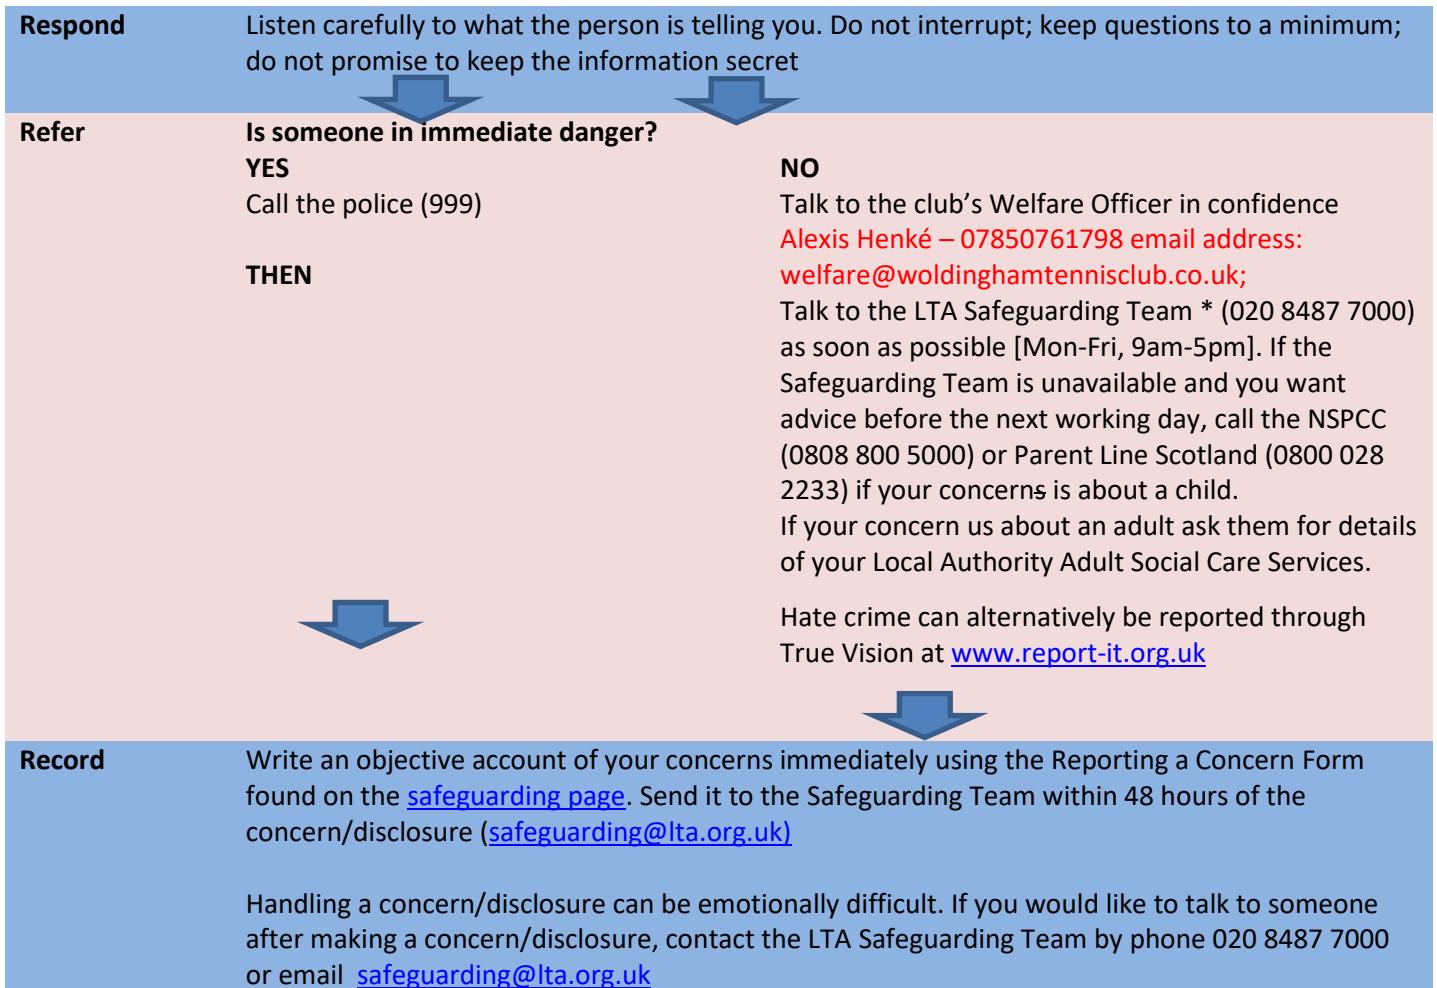 Respond
Listen carefully to what the person is telling you. Do not interrupt; keep questions to a minimum;
do not promise to keep the information secret
Refer
Is someone in immediate danger?
YES
Call the police (999)
THEN
NO
Talk to the club’s Welfare Officer in confidence
Alexis Henké – 07850761798 email address:
welfare@woldinghamtennisclub.co.uk;
Talk to the LTA Safeguarding Team * (020 8487 7000)
as soon as possible [Mon-Fri, 9am-5pm]. If the
Safeguarding Team is unavailable and you want
advice before the next working day, call the NSPCC
(0808 800 5000) or Parent Line Scotland (0800 028
2233) if your concerns is about a child.
If your concern us about an adult ask them for details
of your Local Authority Adult Social Care Services.
Hate crime can alternatively be reported through
True Vision at www.report-it.org.uk
Record
Write an objective account of your concerns immediately using the Reporting a Concern Form
found on the safeguarding page. Send it to the Safeguarding Team within 48 hours of the
concern/disclosure (safeguarding@lta.org.uk)
Handling a concern/disclosure can be emotionally difficult. If you would like to talk to someone
after making a concern/disclosure, contact the LTA Safeguarding Team by phone 020 8487 7000
or email safeguarding@lta.org.uk